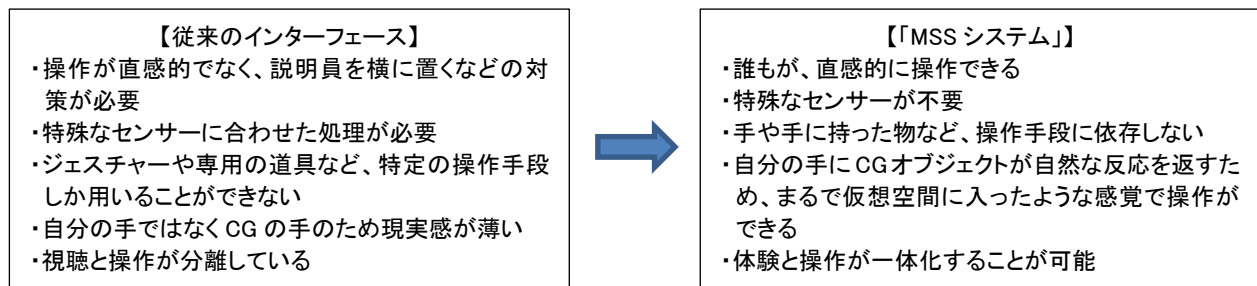 【従来のインターフェース】
・操作が直感的でなく、説明員を横に置くなどの対
策が必要
・特殊なセンサーに合わせた処理が必要
・ジェスチャーや専用の道具など、特定の操作手段
しか用いることができない
・自分の手ではなく CG の手のため現実感が薄い
・視聴と操作が分離している
【「MSS システム」】
・誰もが、直感的に操作できる
・特殊なセンサーが不要
・手や手に持った物など、操作手段に依存しない
・自分の手に CG オブジェクトが自然な反応を返すた
め、まるで仮想空間に入ったような感覚で操作が
できる
・体験と操作が一体化することが可能